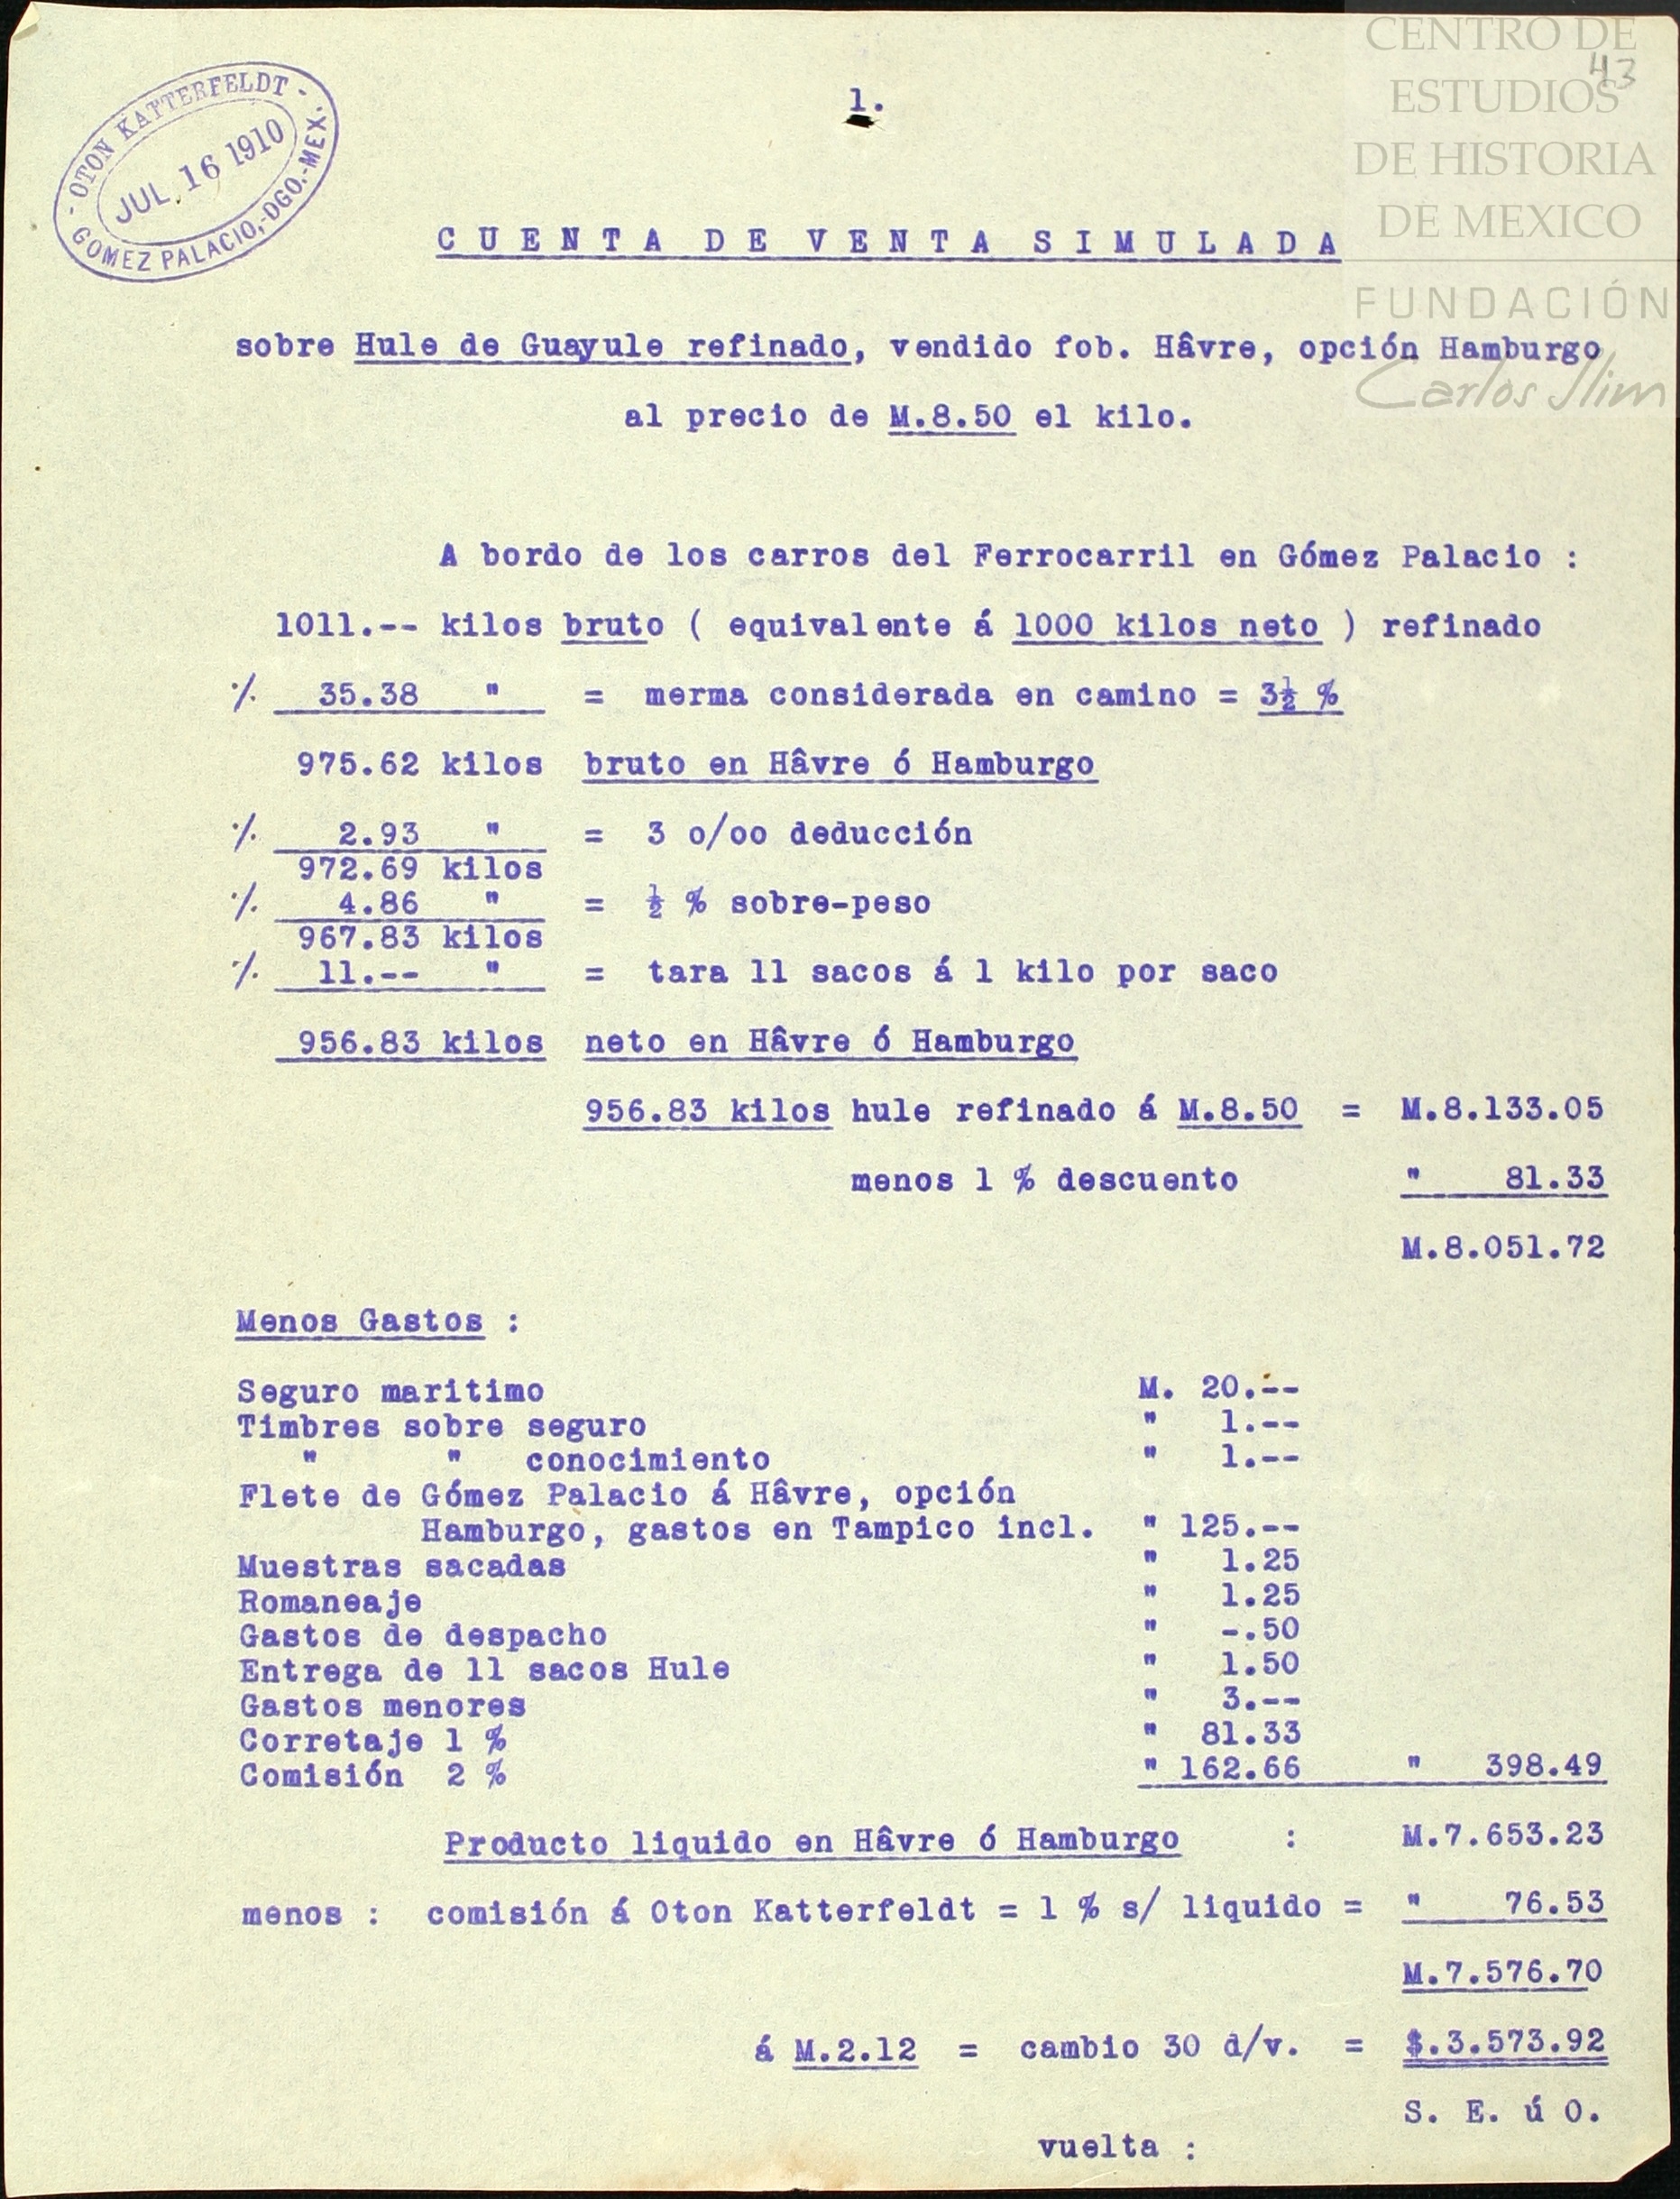 CENTRO DE
ESTUDIOS
DE HISTORIA
DE MEXICO
FUNDACIÓN
Carlos Slim
43
- OTON KATTERFELDT -
JUL 16 1910
GOMEZ PALACIO,-DGO.-MEX.
1.
CUENTA DE VENTA SIMULADA
sobre Hule de Guayule refinado, vendido fob. Hâvre, opción Hamburgo
al precio de M.8.50 el kilo.
A bordo de los carros del Ferrocarril en Gómez Palacio :
1011.-- kilos bruto ( equivalente á 1000 kilos neto ) refinado
./. 35.38 " = merma considerada en camino = 3½ %
975.62 kilos bruto en Hâvre ó Hamburgo
./. 2.93 " = 3 o/oo deducción
972.69 kilos
./. 4.86 " = ½ % sobre-peso
967.83 kilos
./. 11.-- " = tara 11 sacos á 1 kilo por saco
956.83 kilos neto en Hâvre ó Hamburgo
956.83 kilos hule refinado á M.8.50 = M.8.133.05
menos 1 % descuento " 81.33
M.8.051.72
Menos Gastos :
Seguro maritimo M. 20.--
Timbres sobre seguro " 1.--
" " conocimiento " 1.--
Flete de Gómez Palacio á Hâvre, opción
Hamburgo, gastos en Tampico incl. " 125.--
Muestras sacadas " 1.25
Romaneaje " 1.25
Gastos de despacho " -.50
Entrega de 11 sacos Hule " 1.50
Gastos menores " 3.--
Corretaje 1 % " 81.33
Comisión 2 % " 162.66 " 398.49
Producto liquido en Hâvre ó Hamburgo : M.7.653.23
menos : comisión á Oton Katterfeldt = 1 % s/ liquido = " 76.53
M.7.576.70
á M.2.12 = cambio 30 d/v. = $.3.573.92
S. E. ú O.
vuelta :